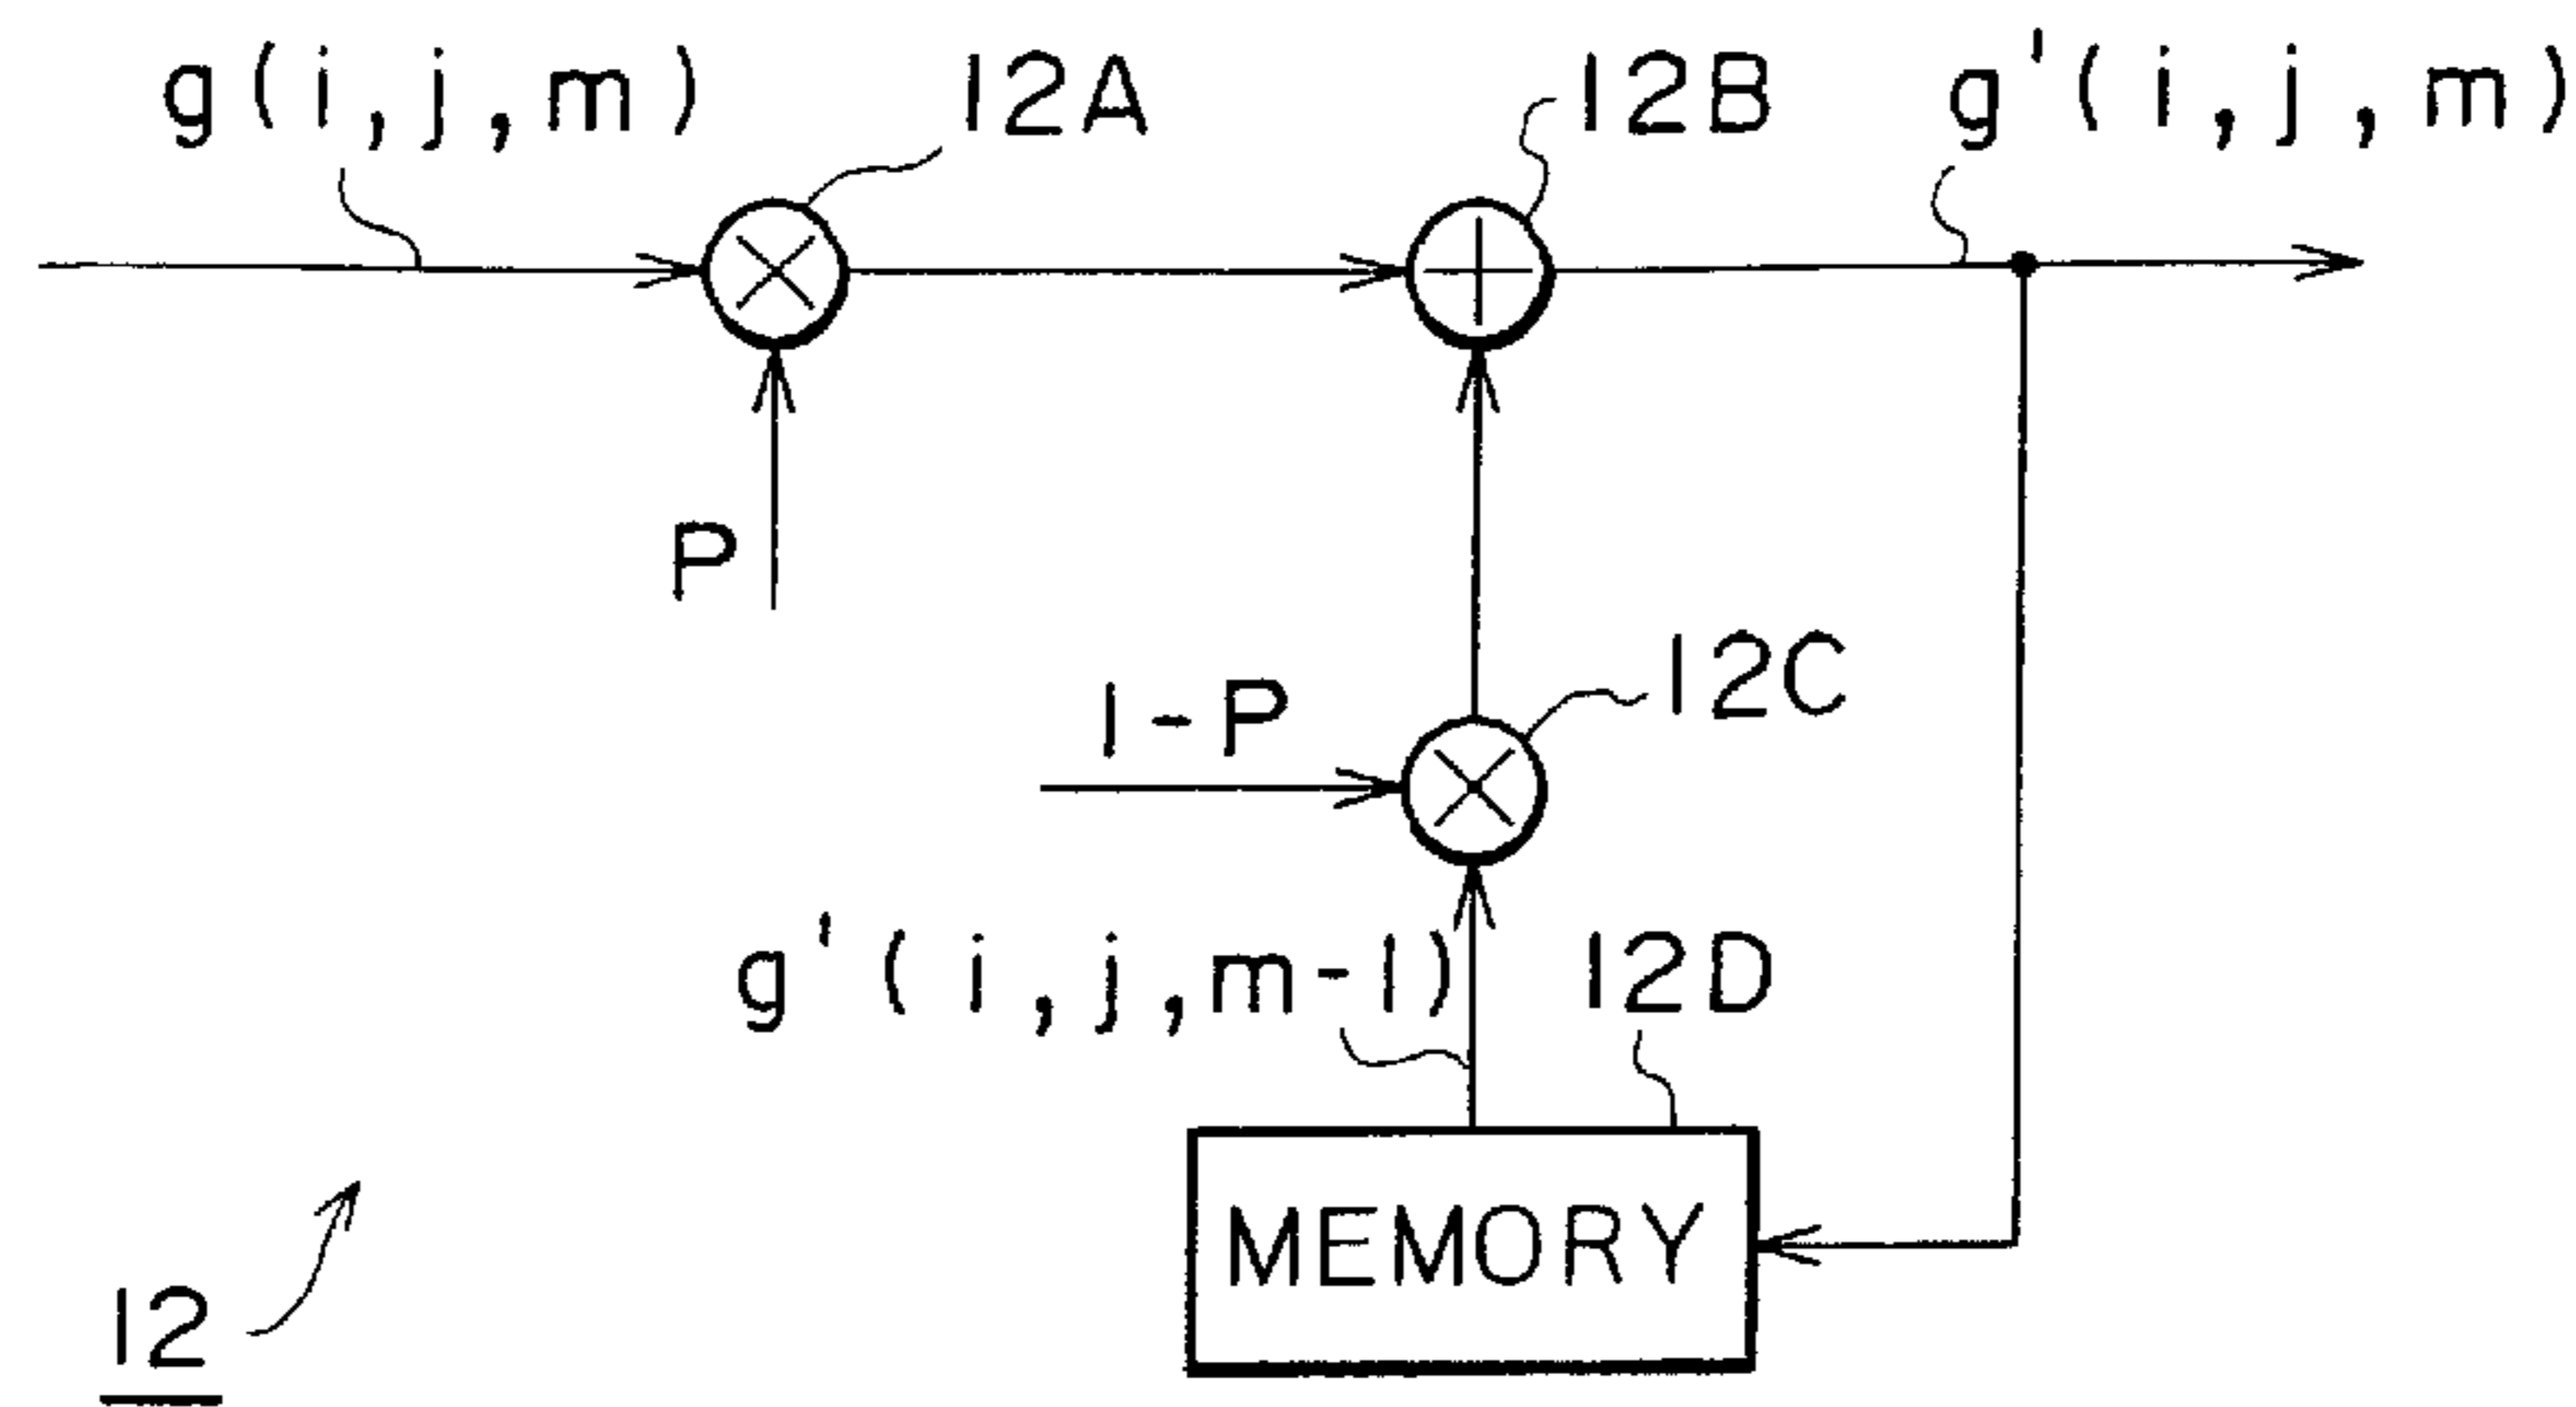 g(i,j,m)
12A
12B
g'(i,j,m)
P
1-P
12C
g'(i,j,m-1)
12D
MEMORY
12